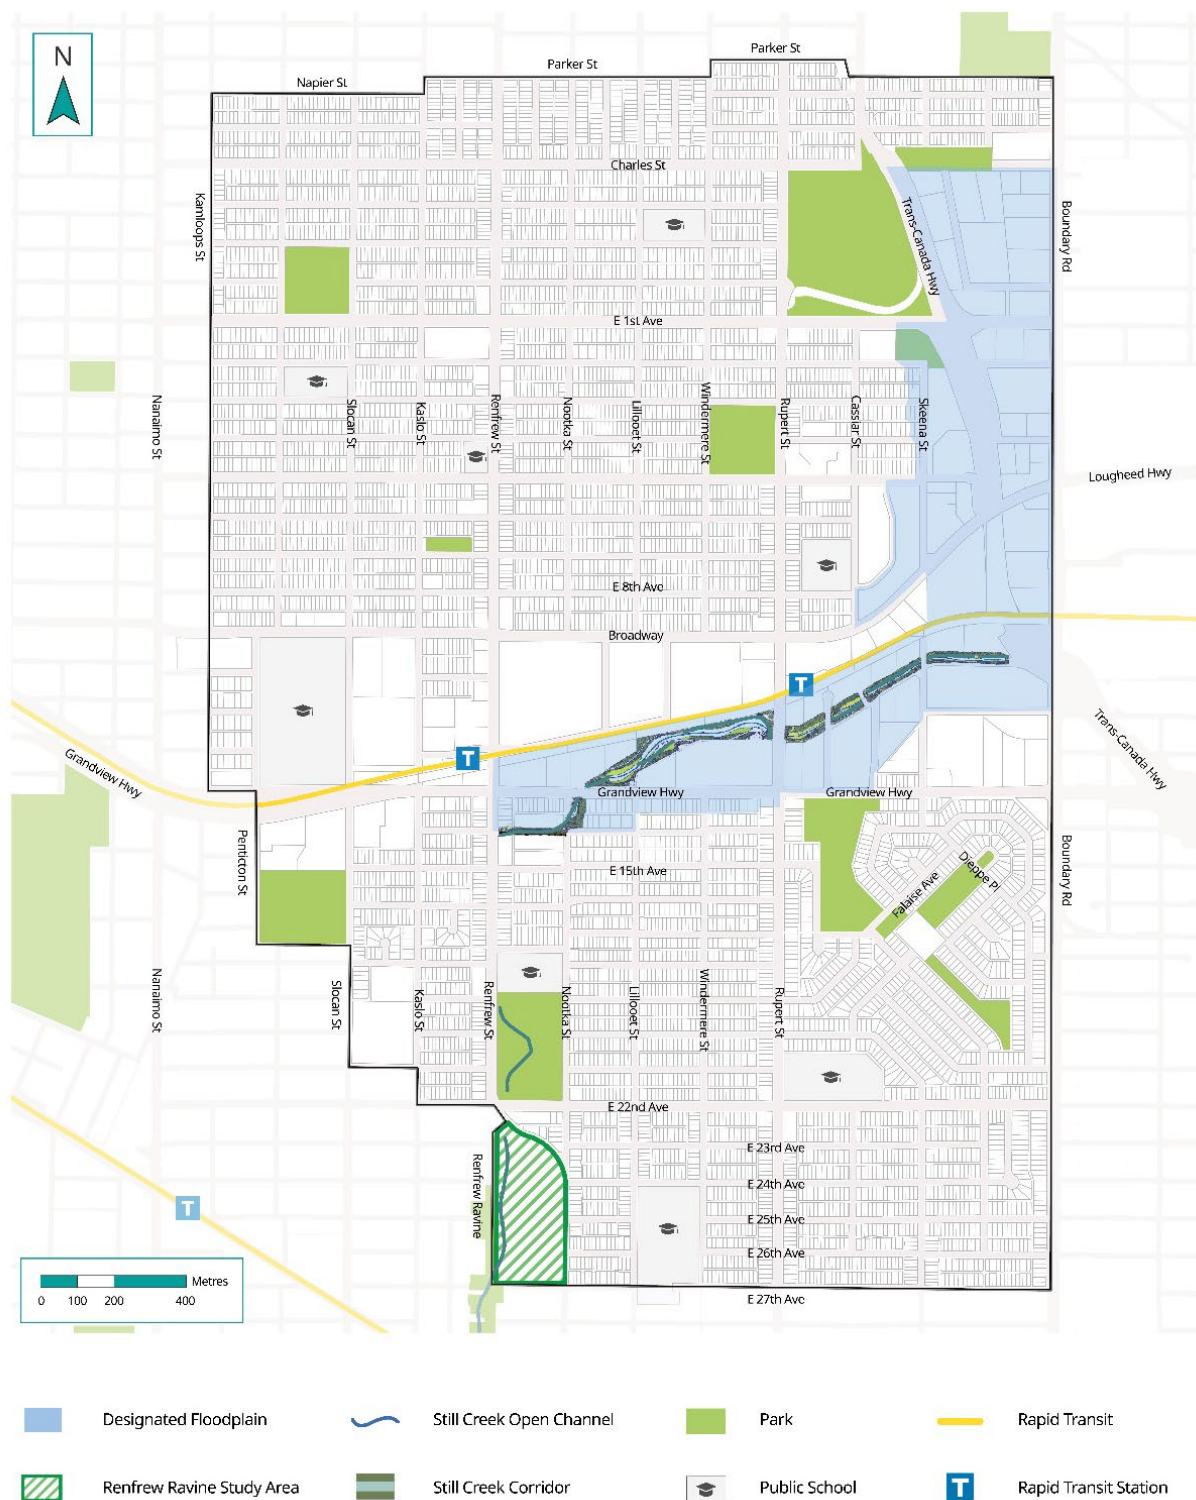 N
Parker St
Parker St
Napier St
Charles St
Kamloops St
Trans-Canada Hwy
Boundary Rd
E 1st Ave
Nanaimo St
Slocan St
Kaslo St
Renfrew St
Nootka St
Lillooet St
Windermere St
Rupert St
Cassiar St
Skeena St
Lougheed Hwy
E 8th Ave
Broadway
T
T
Grandview Hwy
Trans-Canada Hwy
Grandview Hwy
Grandview Hwy
Penticton St
E 15th Ave
Dieppe Pl
Falaise Ave
Boundary Rd
Nanaimo St
Slocan St
Kaslo St
Renfrew St
Nootka St
Lillooet St
Windermere St
Rupert St
E 22nd Ave
E 23rd Ave
Renfrew Ravine
E 24th Ave
T
E 25th Ave
E 26th Ave
E 27th Ave
Metres
0 100 200 400
Designated Floodplain
Still Creek Open Channel
Park
Rapid Transit
Renfrew Ravine Study Area
Still Creek Corridor
Public School
T
Rapid Transit Station